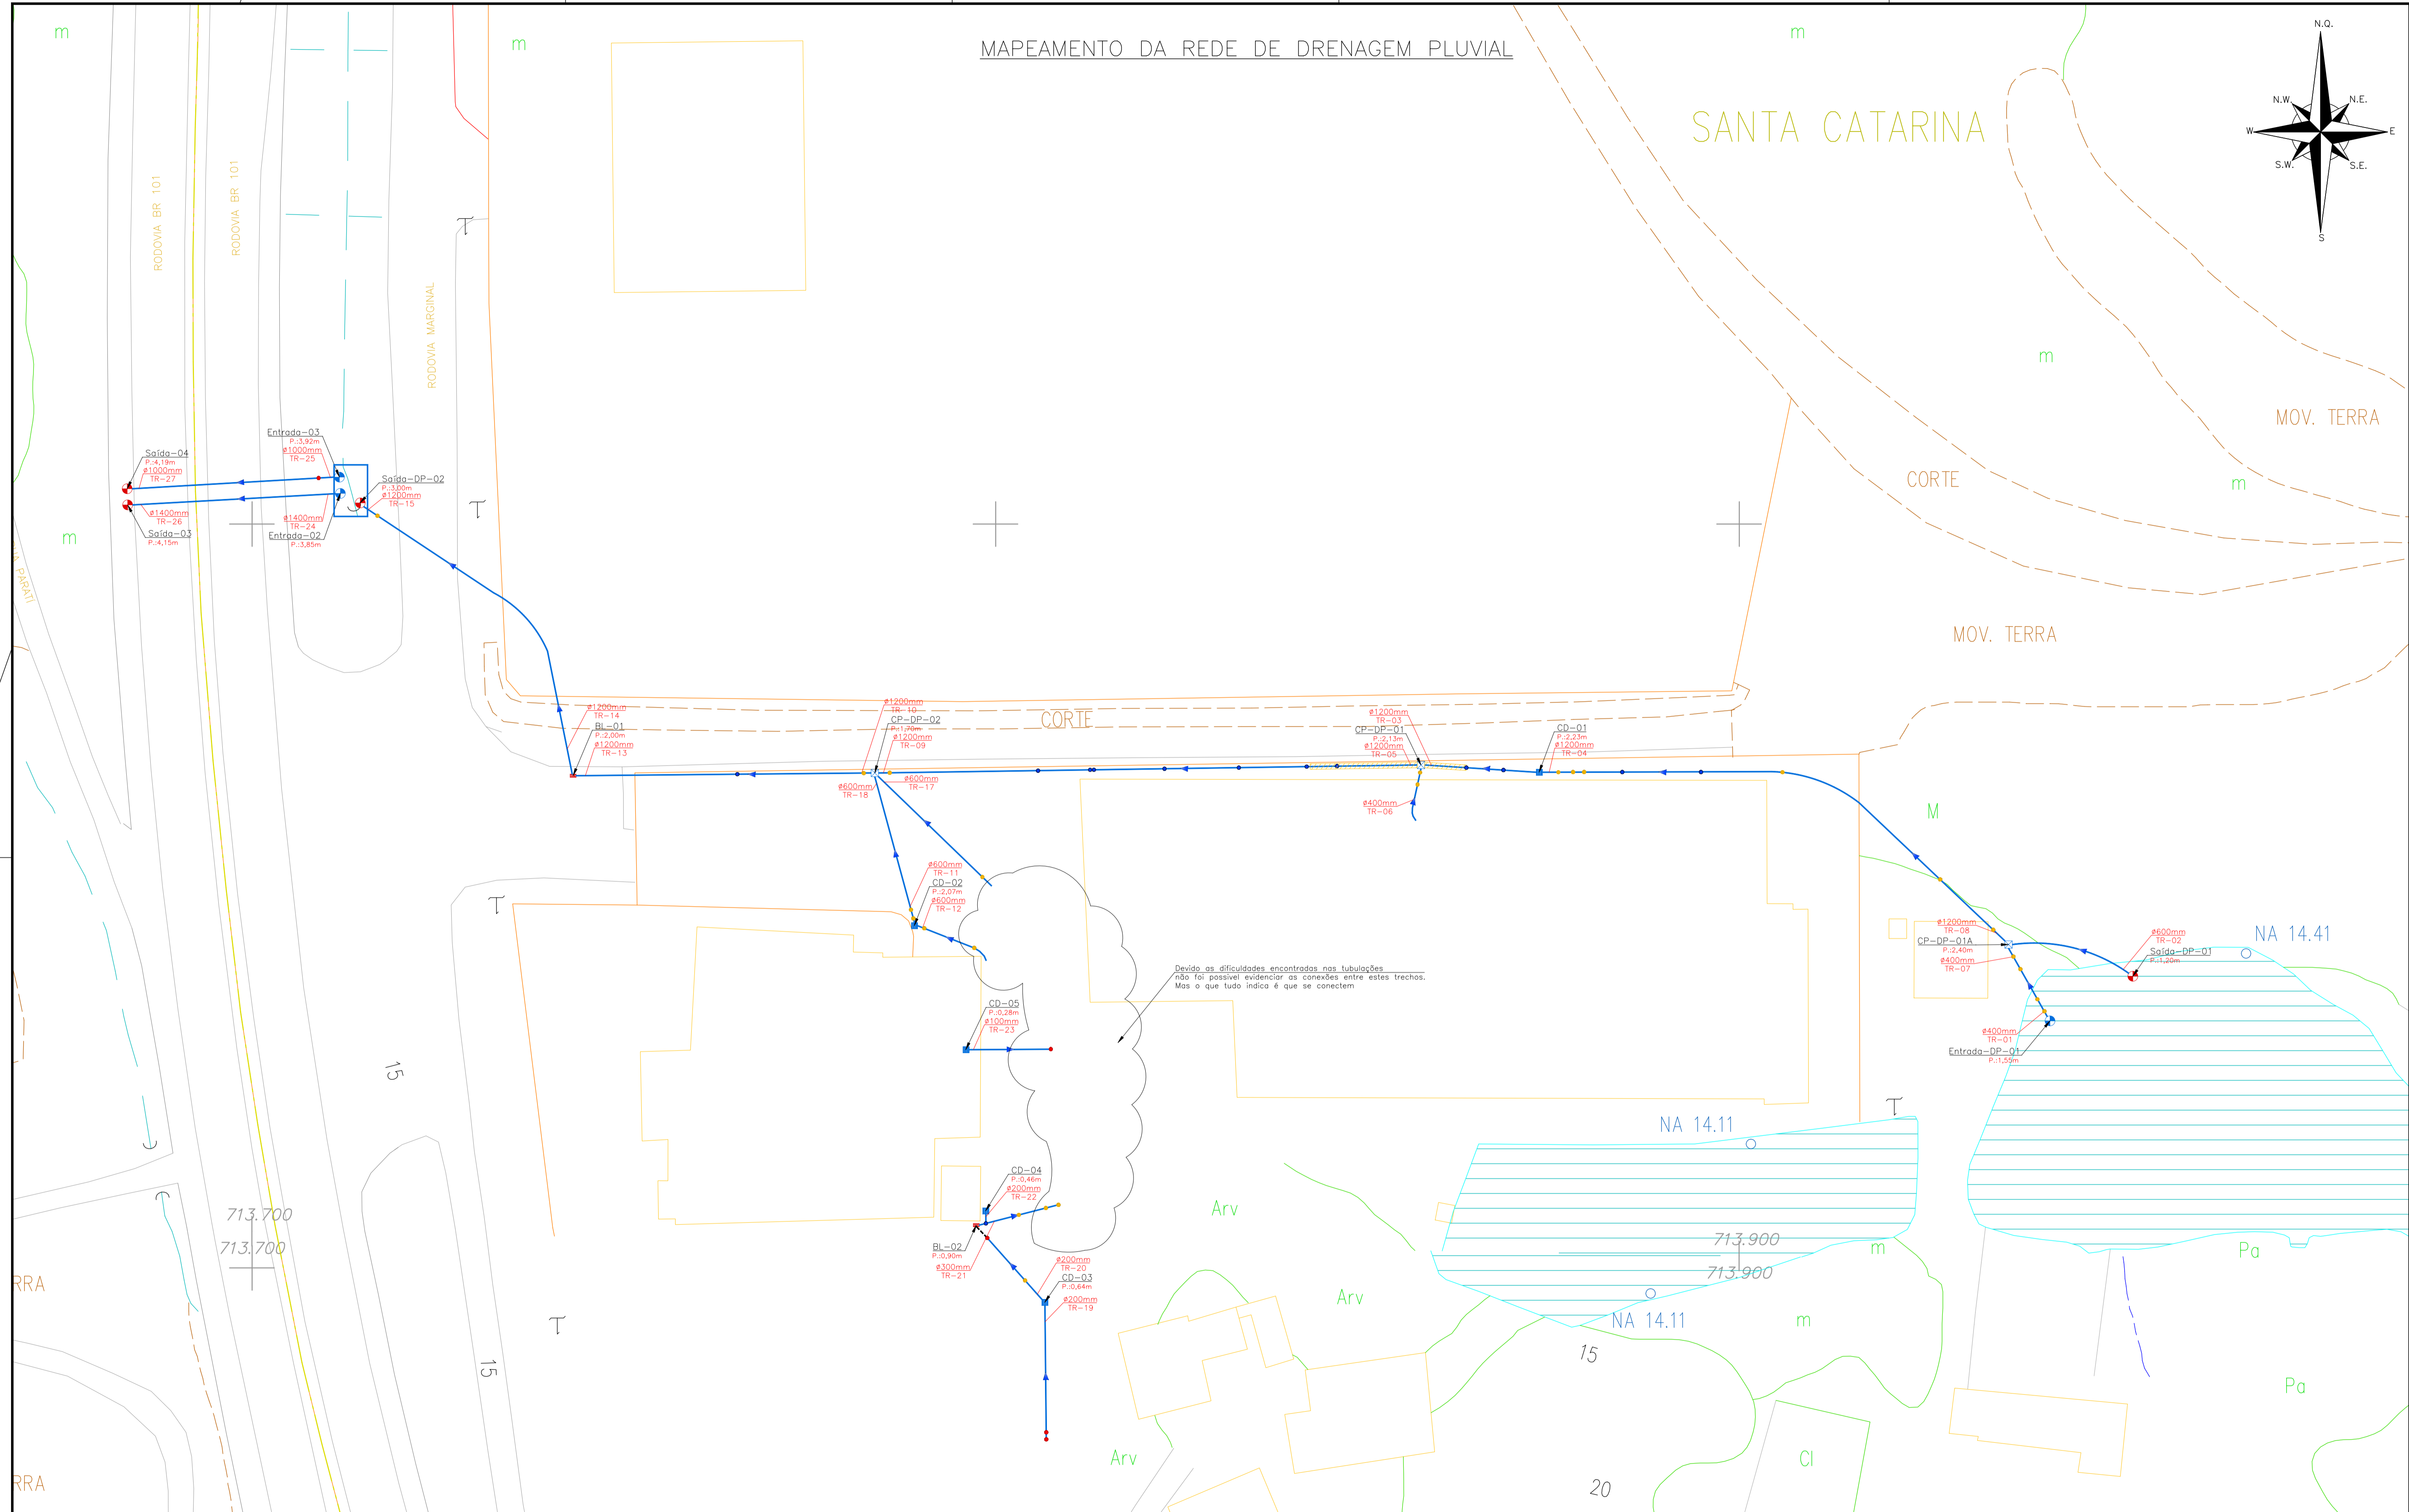 MAPEAMENTO DA REDE DE DRENAGEM PLUVIAL
N.Q.
N.W.
N.E.
W
E
S.W.
S.E.
S
SANTA CATARINA
m
m
m
m
m
m
RODOVIA BR 101
RODOVIA BR 101
RODOVIA MARGINAL
PARATI
MOV. TERRA
CORTE
MOV. TERRA
CORTE
Entrada-03
P.:3,92m
ø1000mm
TR-25
Saída-04
P.:4,19m
ø1000mm
TR-27
Saída-DP-02
P.:3,00m
ø1200mm
TR-15
ø1400mm
TR-26
Saída-03
P.:4,15m
ø1400mm
TR-24
Entrada-02
P.:3,85m
ø1200mm
TR-14
BL-01
P.:2,00m
ø1200mm
TR-13
ø1200mm
TR-10
CP-DP-02
P.:1,70m
ø1200mm
TR-09
ø600mm
TR-17
ø600mm
TR-18
ø1200mm
TR-03
CP-DP-01
P.:2,13m
ø1200mm
TR-05
CD-01
P.:2,23m
ø1200mm
TR-04
ø400mm
TR-06
M
ø600mm
TR-11
CD-02
P.:2,07m
ø600mm
TR-12
ø1200mm
TR-08
CP-DP-01A
P.:2,40m
ø400mm
TR-07
ø600mm
TR-02
Saída-DP-01
P.:1,20m
NA 14.41
Devido as dificuldades encontradas nas tubulações
não foi possivel evidenciar as conexões entre estes trechos.
Mas o que tudo indica é que se conectem
CD-05
P.:0,28m
ø100mm
TR-23
ø400mm
TR-01
Entrada-DP-01
P.:1,55m
15
NA 14.11
CD-04
P.:0,46m
ø200mm
TR-22
BL-02
P.:0,90m
ø300mm
TR-21
ø200mm
TR-20
CD-03
P.:0,64m
ø200mm
TR-19
Arv
713.700
713.700
713.900
713.900
m
Pa
RRA
Arv
NA 14.11
m
15
15
Pa
Arv
Cl
RRA
20